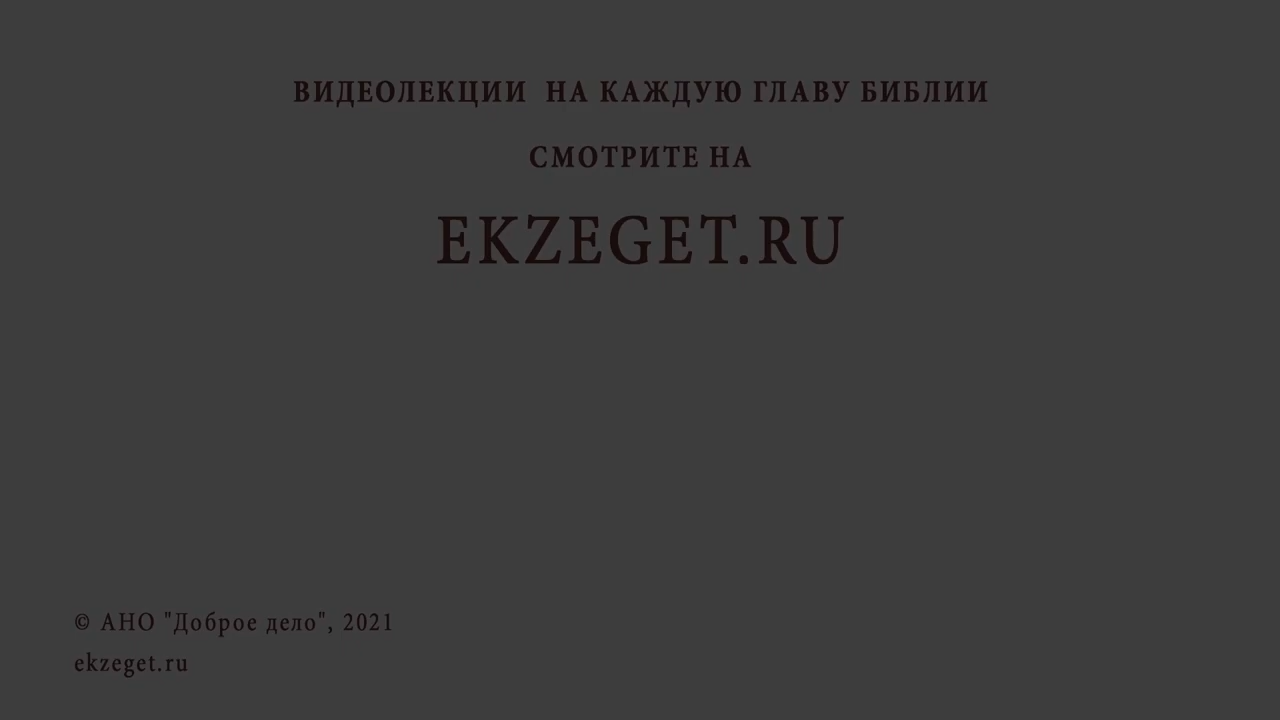 ВИДЕОЛЕКЦИИ НА КАЖДУЮ ГЛАВУ БИБЛИИ
СМОТРИТЕ НА
EKZEGET.RU
© АНО "Доброе дело", 2021
ekzeget.ru